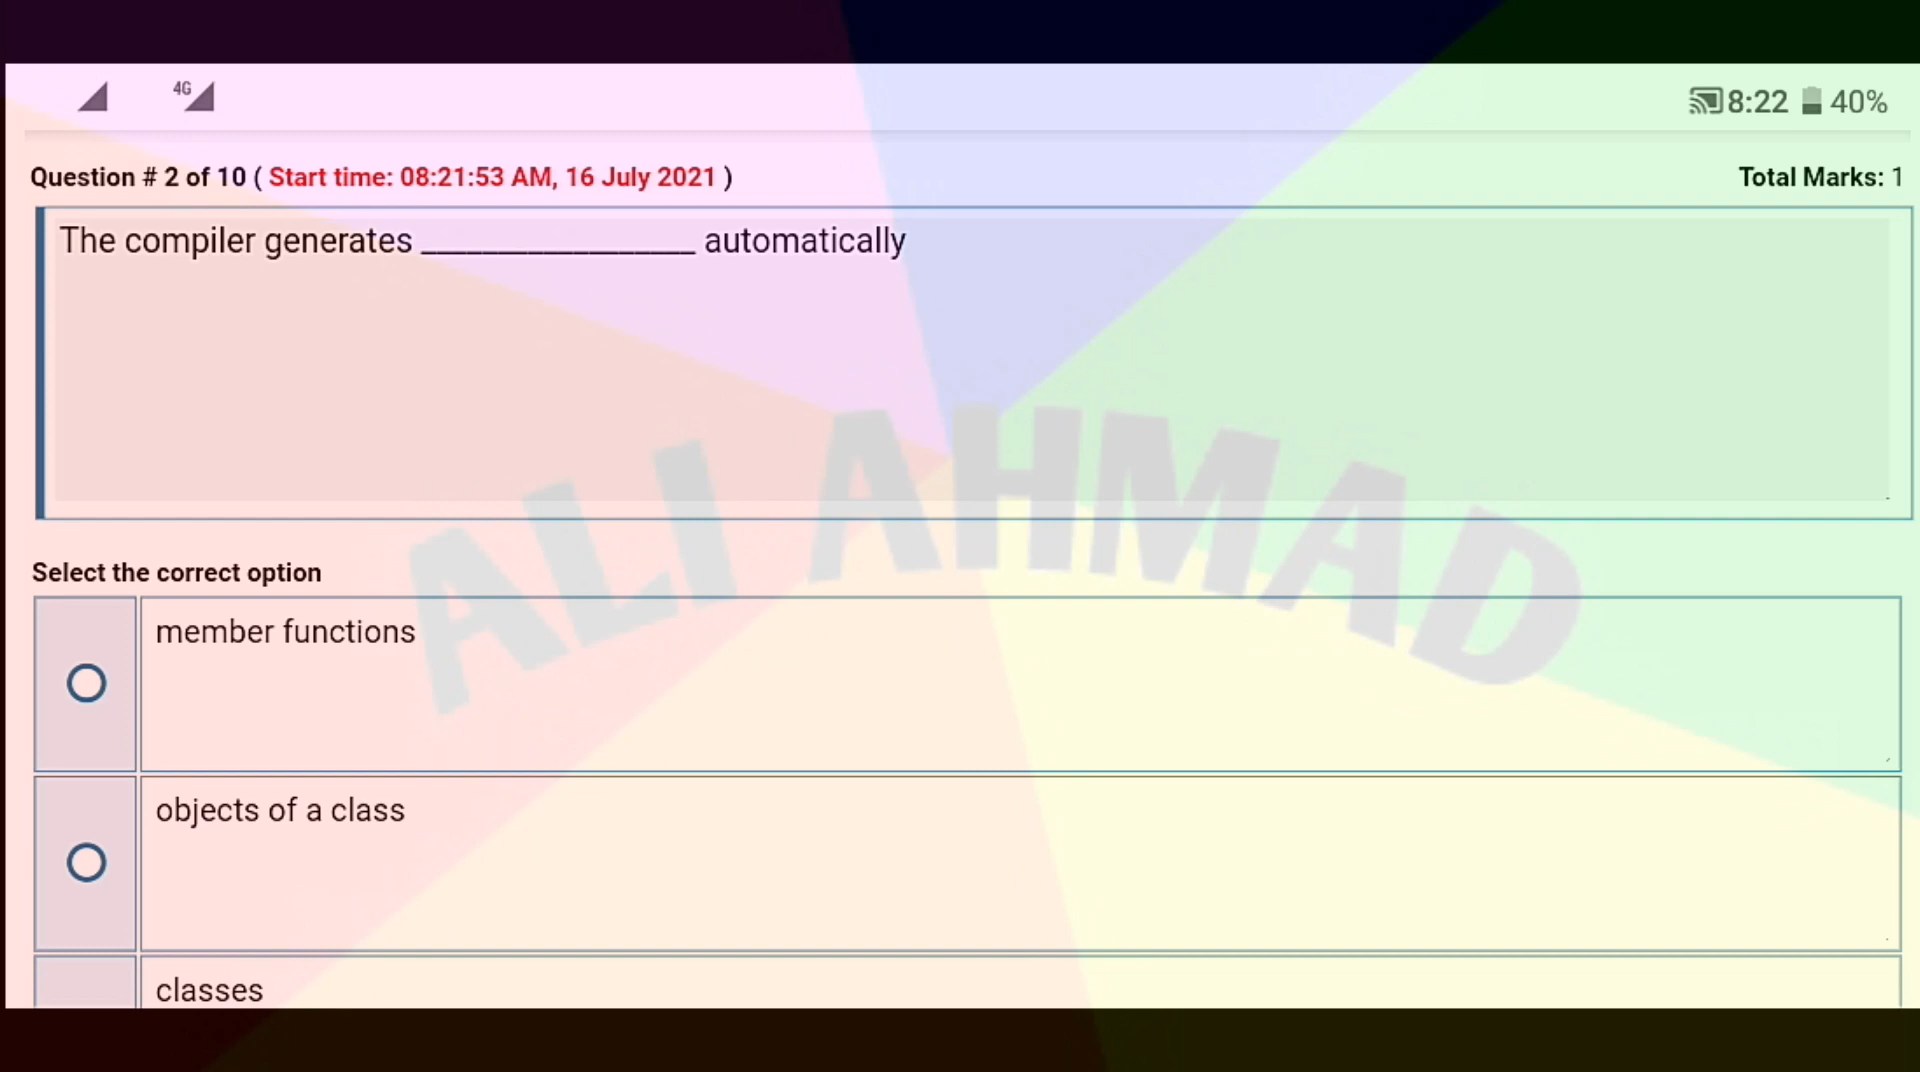 4G 8:22 40%
Question # 2 of 10 ( Start time: 08:21:53 AM, 16 July 2021 ) Total Marks: 1
The compiler generates _________________ automatically
ALI AHMAD
Select the correct option
member functions
objects of a class
classes